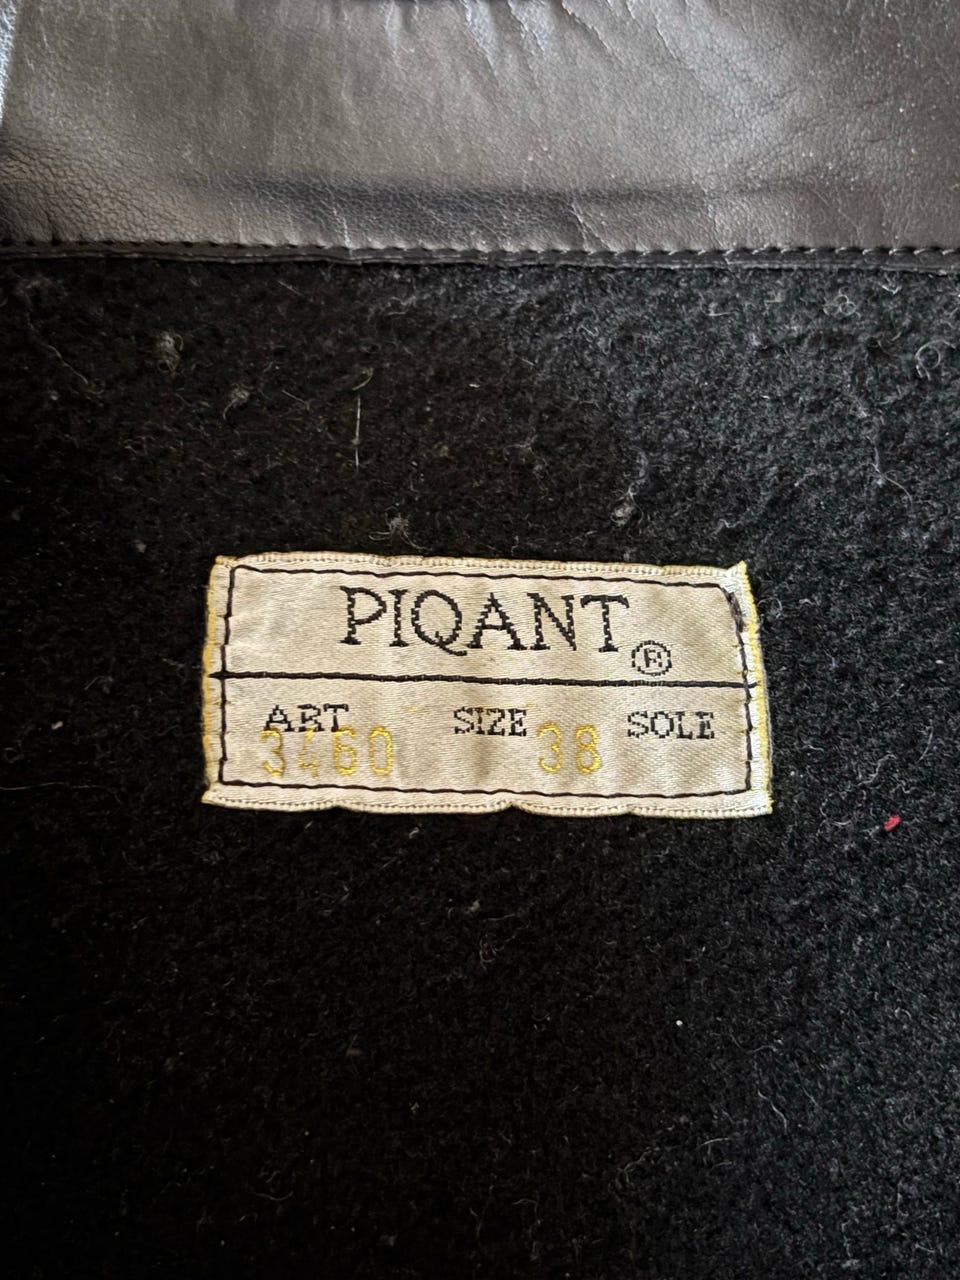 PIQANT ®
ART SIZE SOLE
3460 38